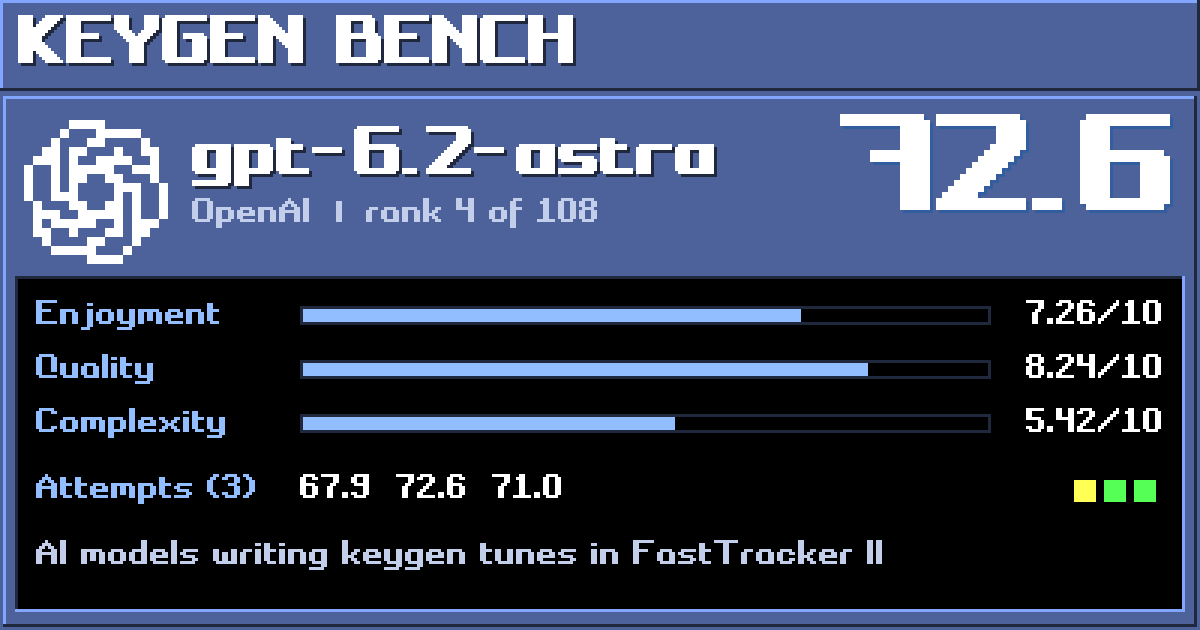 KEYGEN BENCH
gpt-6.2-astra
72.6
OpenAI | rank 4 of 108
Enjoyment 7.26/10
Quality 8.24/10
Complexity 5.42/10
Attempts (3) 67.9 72.6 71.0
AI models writing keygen tunes in FastTracker II